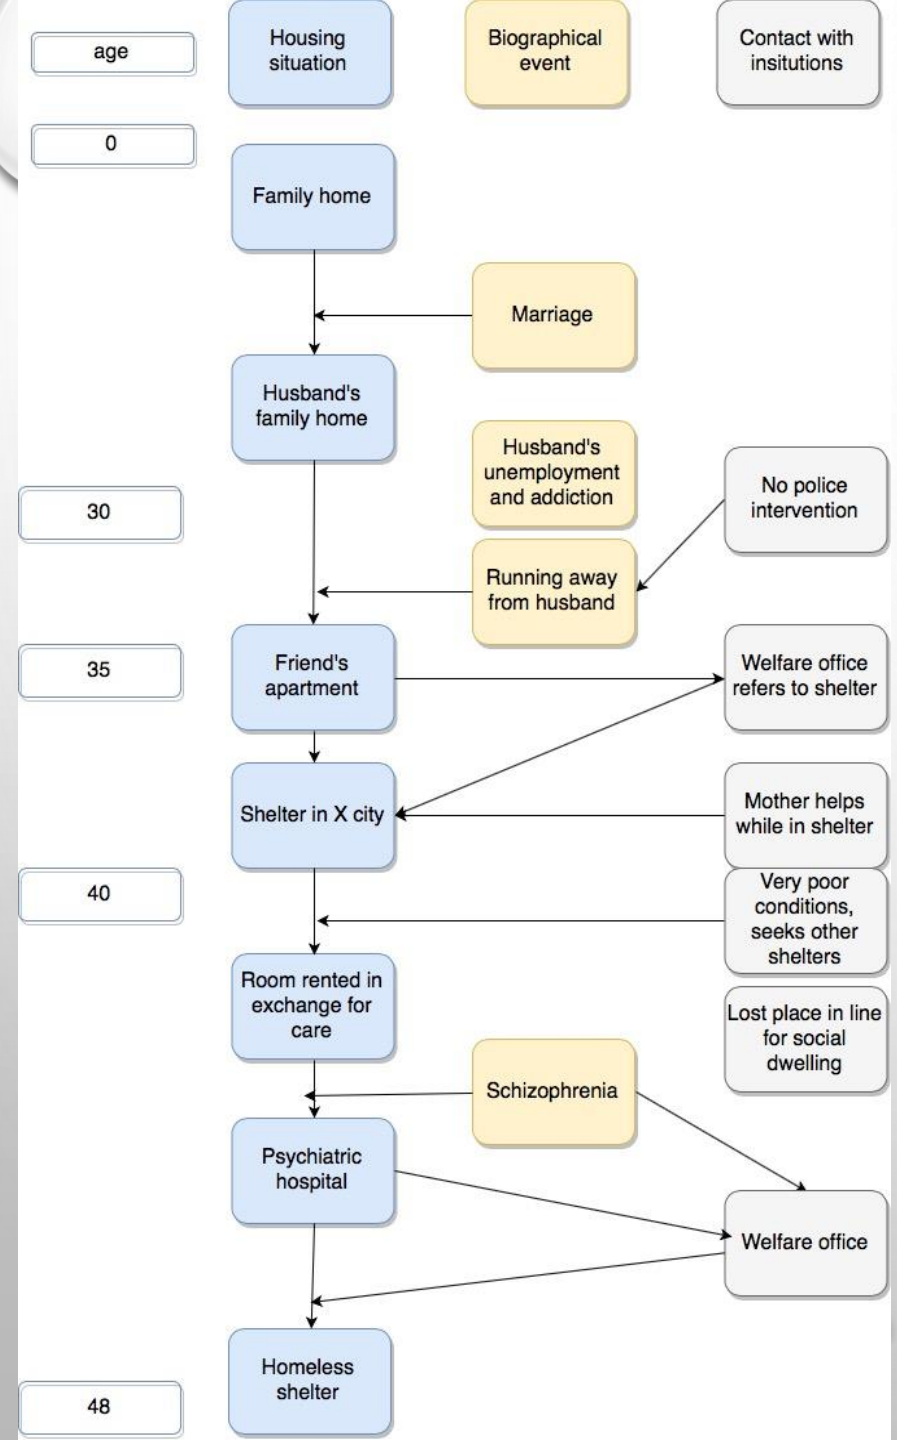 age
Housing
situation
Biographical
event
Contact with
insitutions
0
Family home
Marriage
Husband's
family home
Husband's
unemployment
and addiction
No police
intervention
30
Running away
from husband
35
Friend's
apartment
Welfare office
refers to shelter
Shelter in X city
Mother helps
while in shelter
40
Very poor
conditions,
seeks other
shelters
Room rented in
exchange for
care
Lost place in line
for social
dwelling
Schizophrenia
Psychiatric
hospital
Welfare office
Homeless
shelter
48